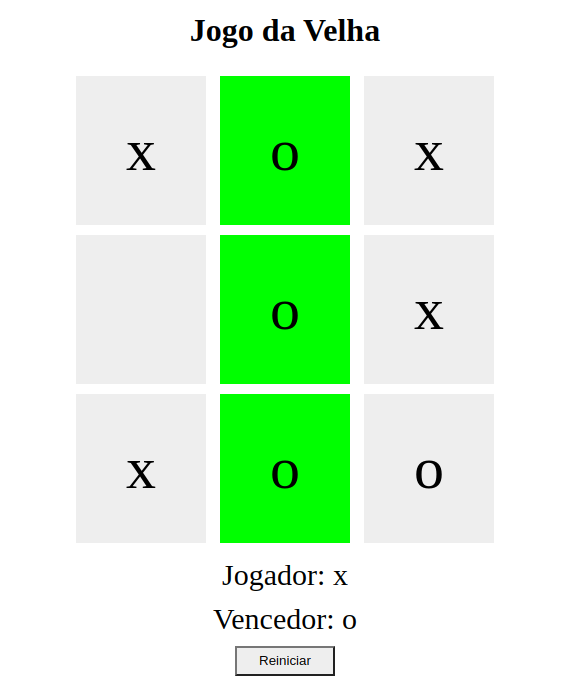 Jogo da Velha
x o x
o x
x o o
Jogador: x
Vencedor: o
Reiniciar